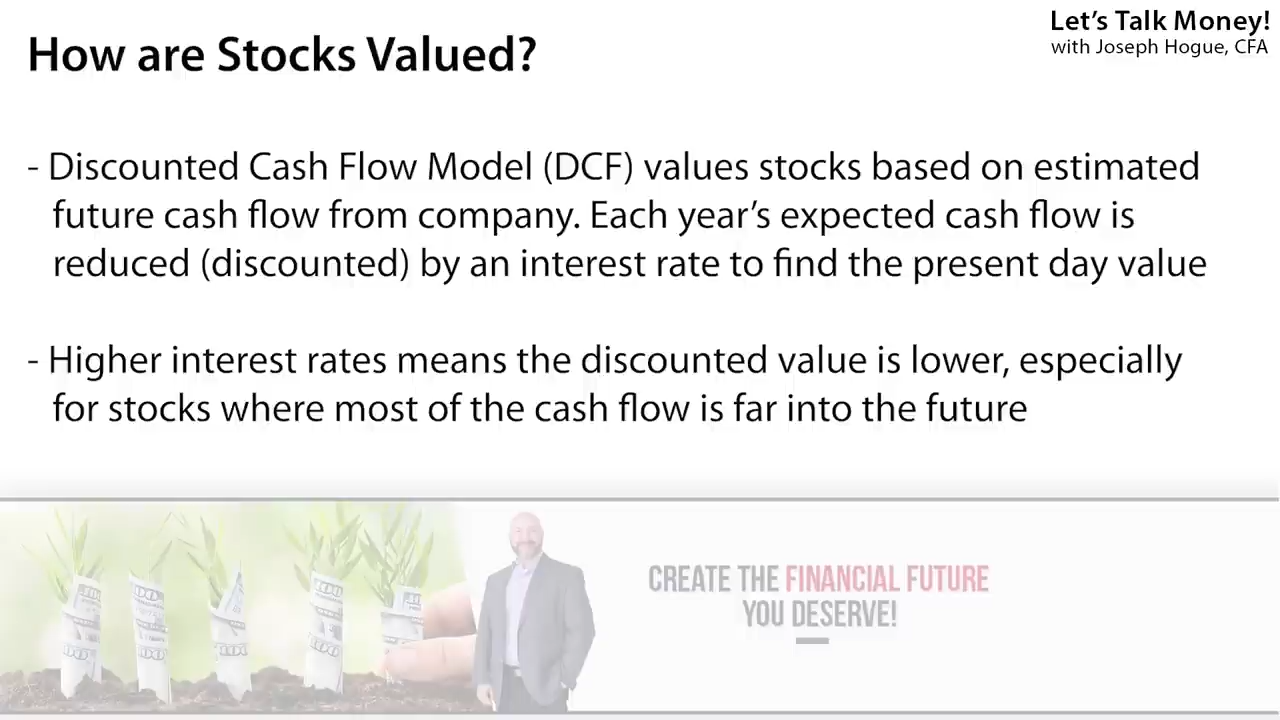 Let's Talk Money!
with Joseph Hogue, CFA
How are Stocks Valued?
- Discounted Cash Flow Model (DCF) values stocks based on estimated
future cash flow from company. Each year's expected cash flow is
reduced (discounted) by an interest rate to find the present day value
- Higher interest rates means the discounted value is lower, especially
for stocks where most of the cash flow is far into the future
CREATE THE FINANCIAL FUTURE
YOU DESERVE!